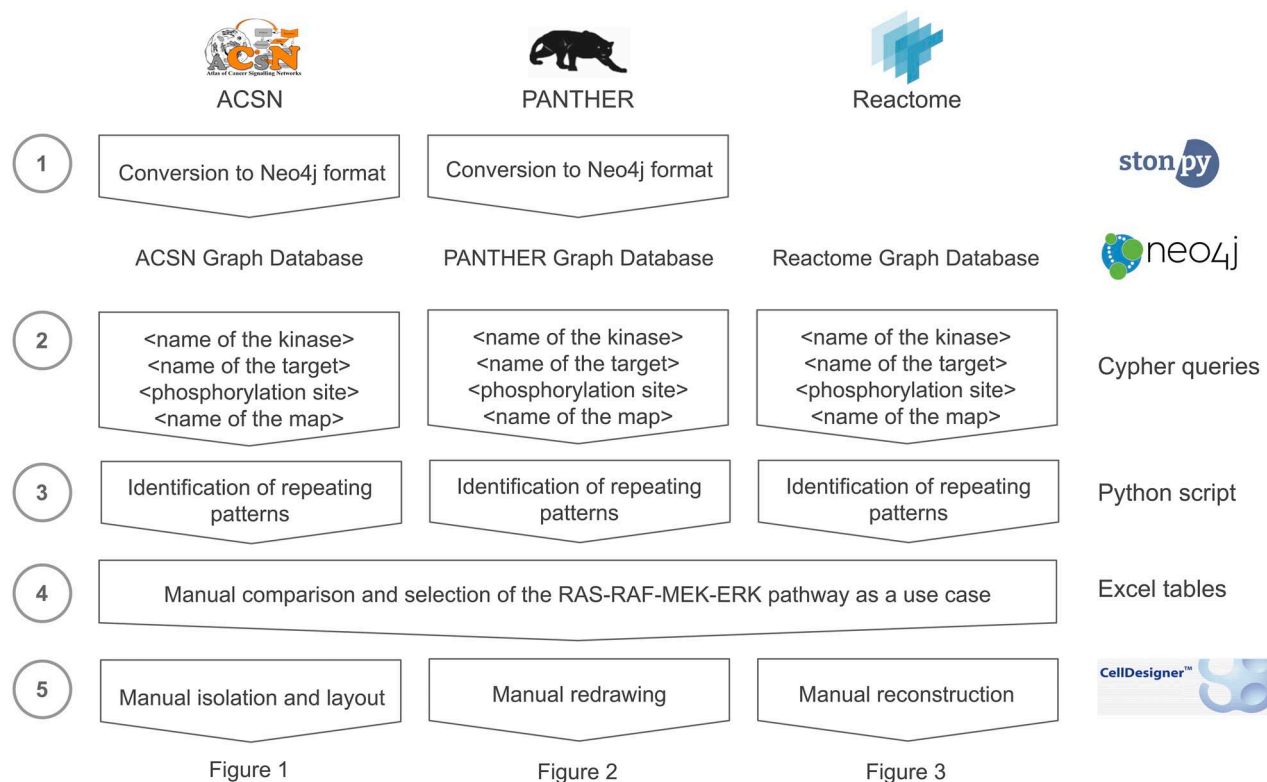 ACSN
Atlas of Cancer Signalling Networks
ACSN
PANTHER
Reactome
1
Conversion to Neo4j format
Conversion to Neo4j format
stonpy
ACSN Graph Database
PANTHER Graph Database
Reactome Graph Database
neo4j
2
<name of the kinase>
<name of the target>
<phosphorylation site>
<name of the map>
<name of the kinase>
<name of the target>
<phosphorylation site>
<name of the map>
<name of the kinase>
<name of the target>
<phosphorylation site>
<name of the map>
Cypher queries
3
Identification of repeating
patterns
Identification of repeating
patterns
Identification of repeating
patterns
Python script
4
Manual comparison and selection of the RAS-RAF-MEK-ERK pathway as a use case
Excel tables
5
Manual isolation and layout
Manual redrawing
Manual reconstruction
CellDesigner™
Figure 1
Figure 2
Figure 3